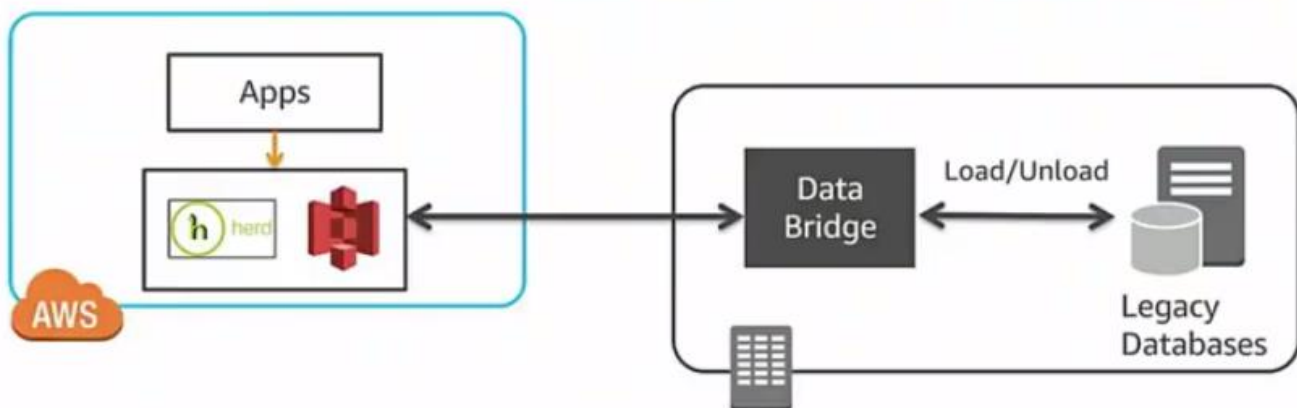 Apps
h herd
AWS
Data
Bridge
Load/Unload
Legacy
Databases